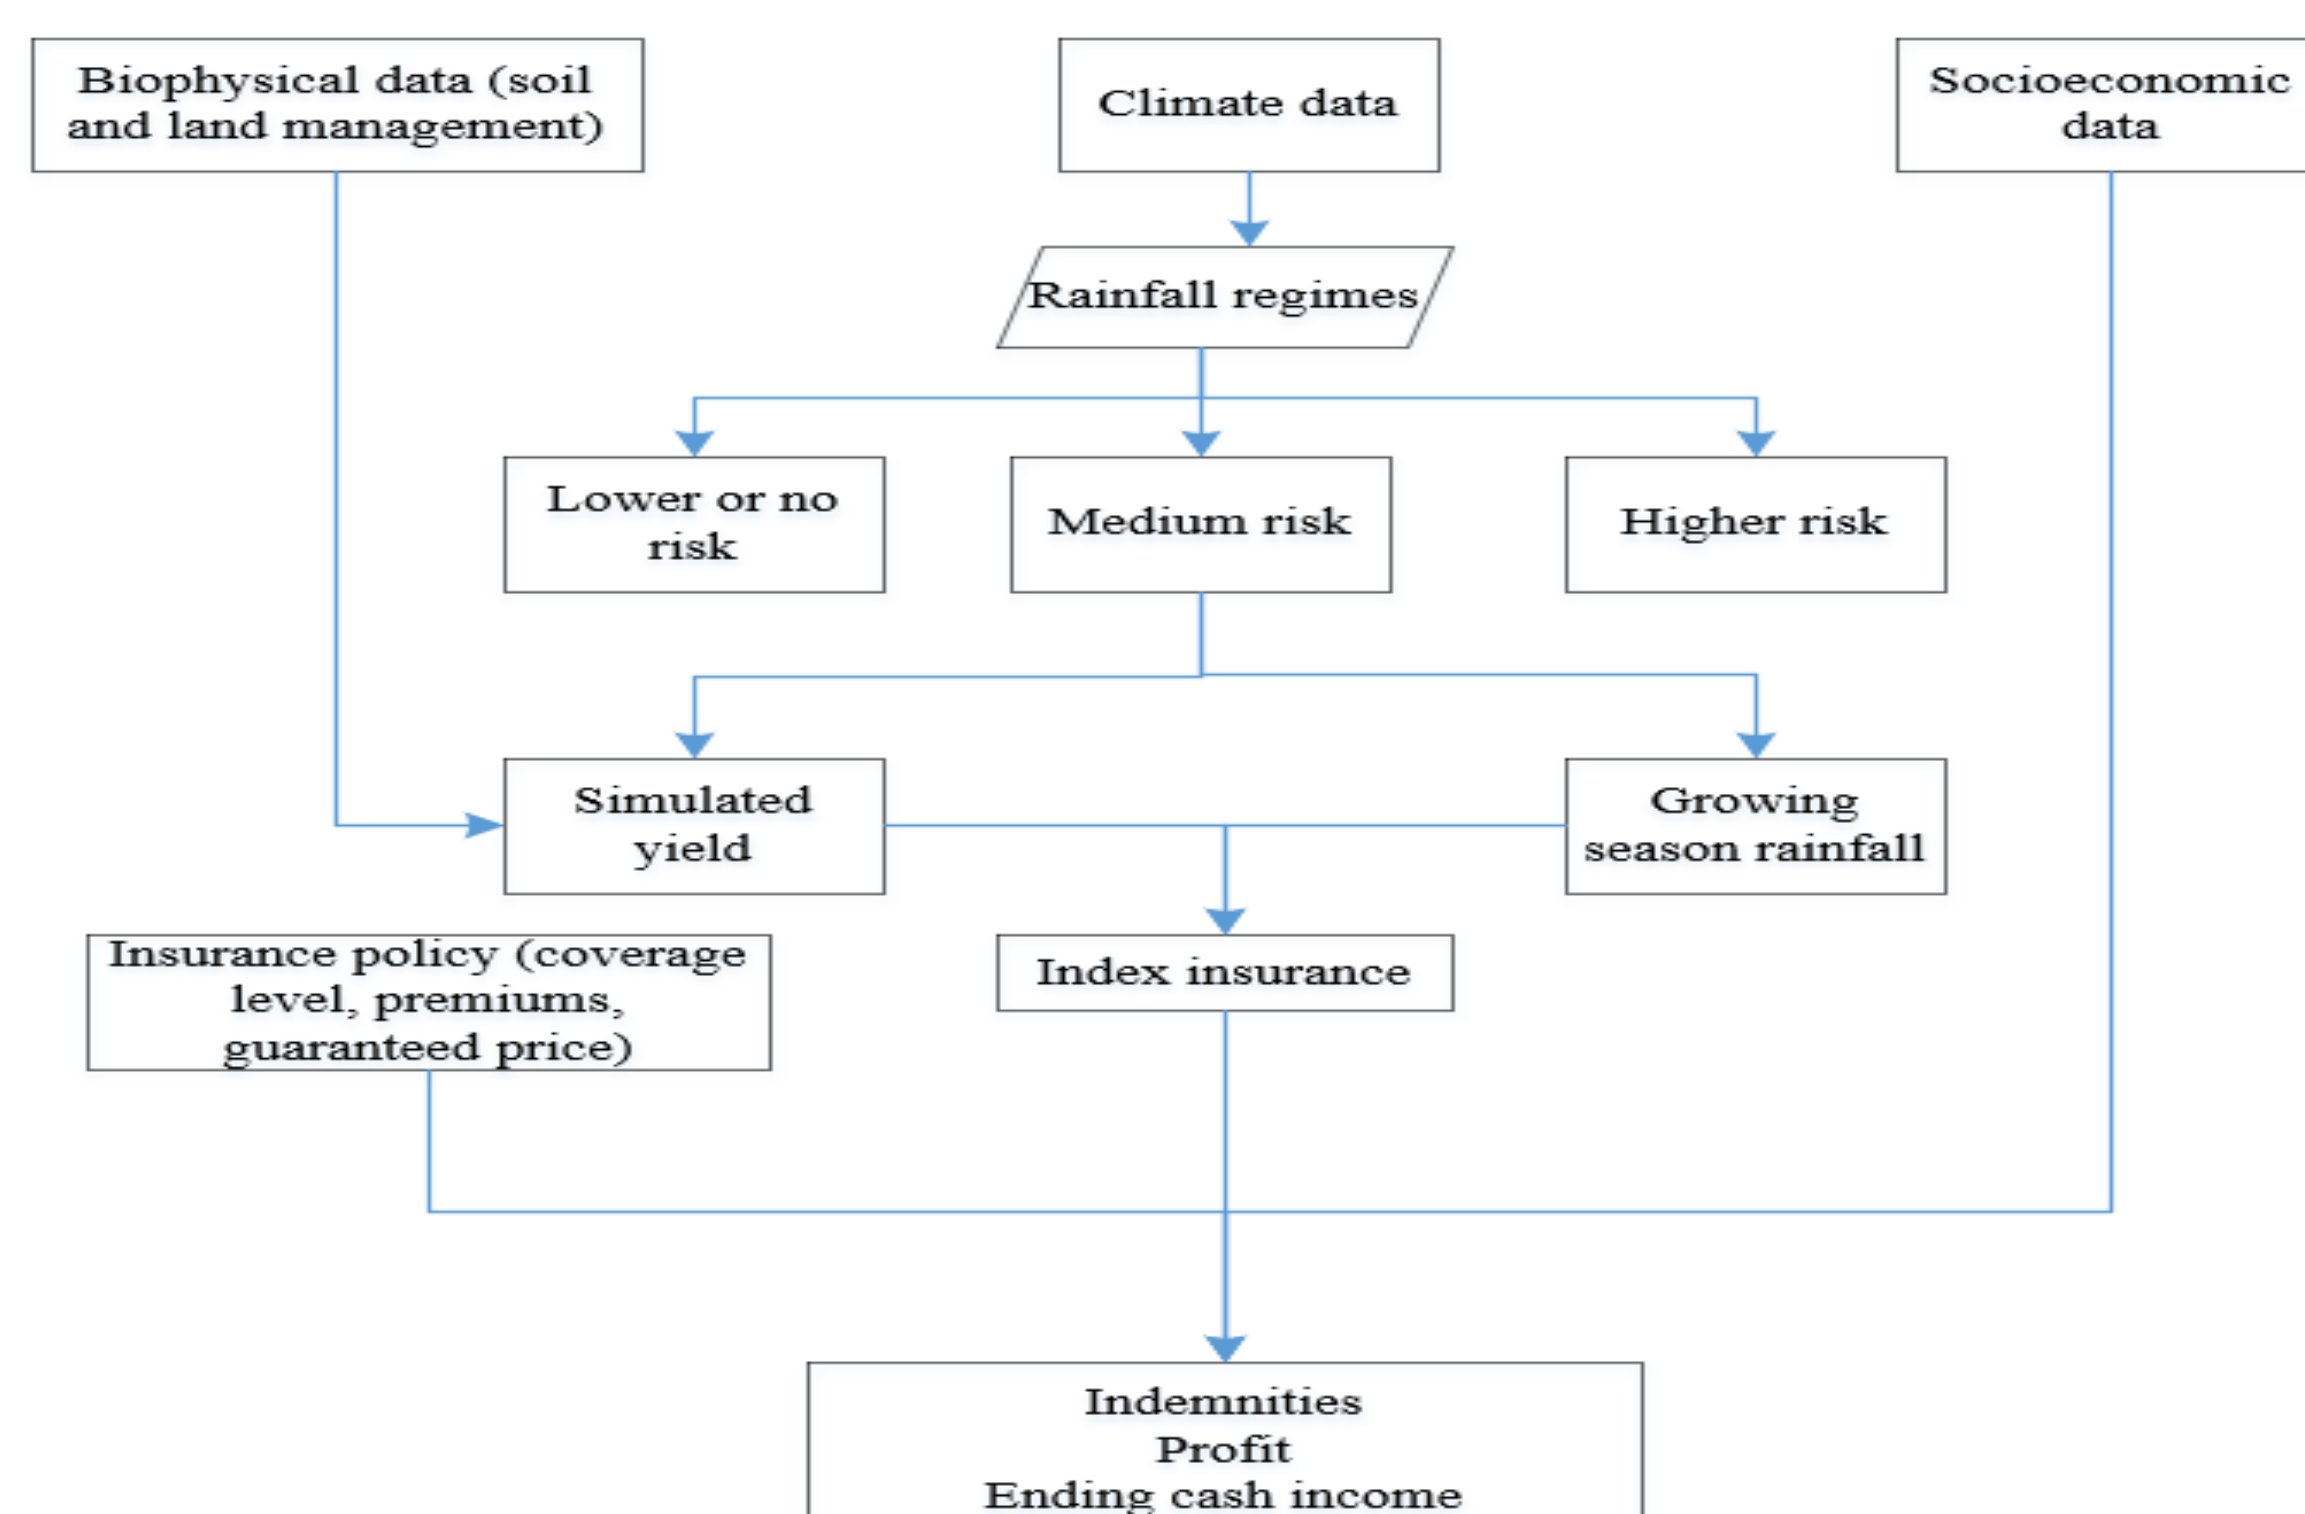 Biophysical data (soil
and land management)
Climate data
Socioeconomic
data
Rainfall regimes
Lower or no
risk
Medium risk
Higher risk
Simulated
yield
Growing
season rainfall
Insurance policy (coverage
level, premiums,
guaranteed price)
Index insurance
Indemnities
Profit
Ending cash income